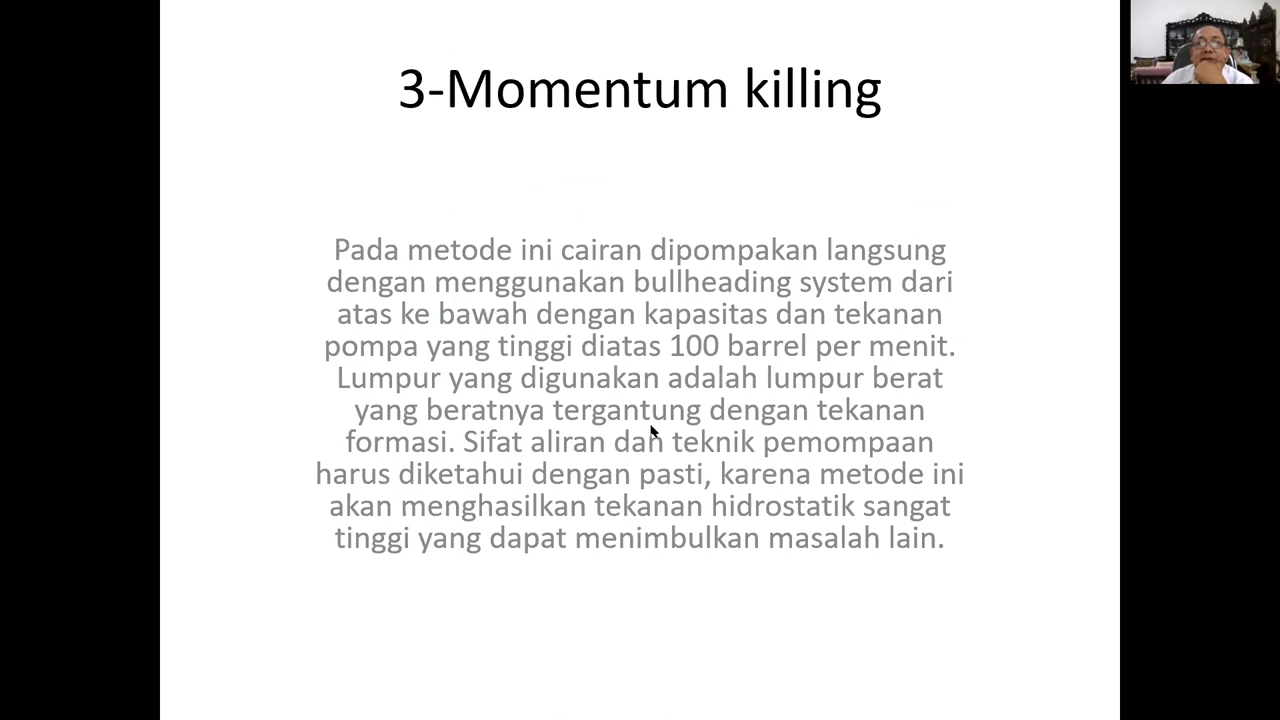 3-Momentum killing
Pada metode ini cairan dipompakan langsung
dengan menggunakan bullheading system dari
atas ke bawah dengan kapasitas dan tekanan
pompa yang tinggi diatas 100 barrel per menit.
Lumpur yang digunakan adalah lumpur berat
yang beratnya tergantung dengan tekanan
formasi. Sifat aliran dan teknik pemompaan
harus diketahui dengan pasti, karena metode ini
akan menghasilkan tekanan hidrostatik sangat
tinggi yang dapat menimbulkan masalah lain.